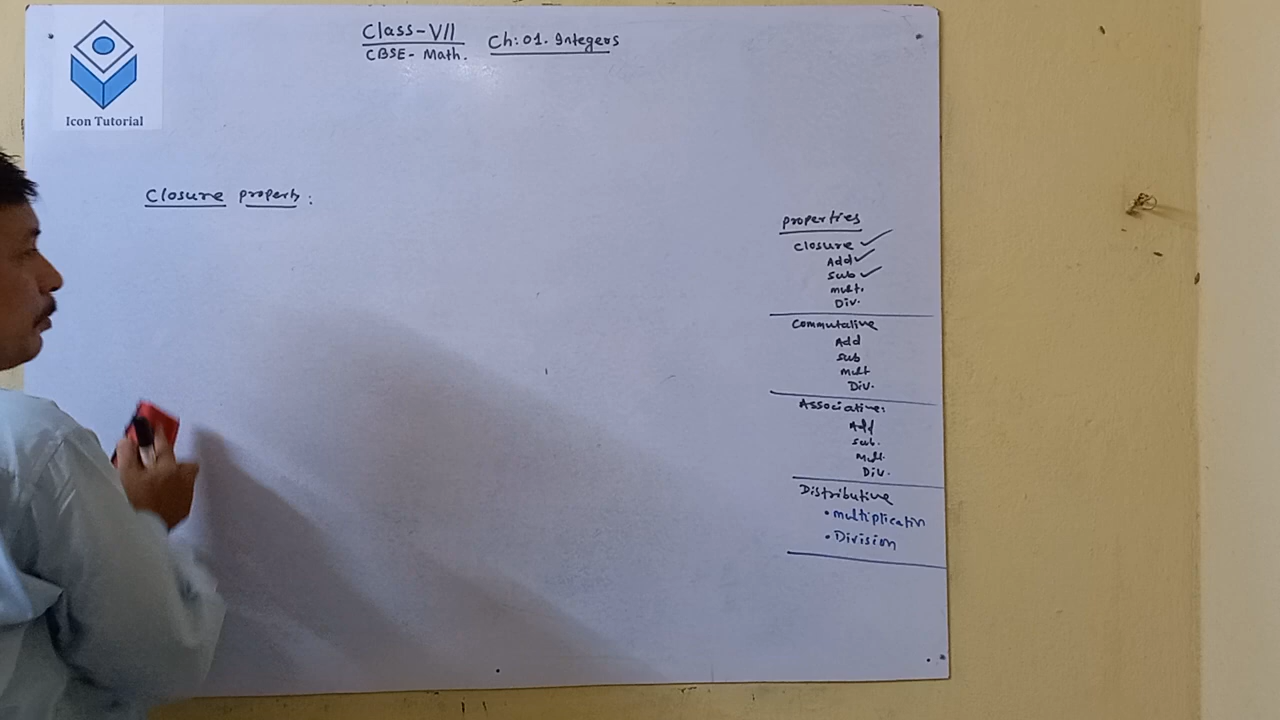 Class-VII
CBSE- Math.
Ch:01. Integers
Icon Tutorial
Closure property:
properties
Closure ✓
Add ✓
Sub ✓
mult.
Div.
Commutative
Add
Sub
Mult
Div.
Associative:
Add
Sub.
Mult.
Div.
Distributive
• multiplication
• Division